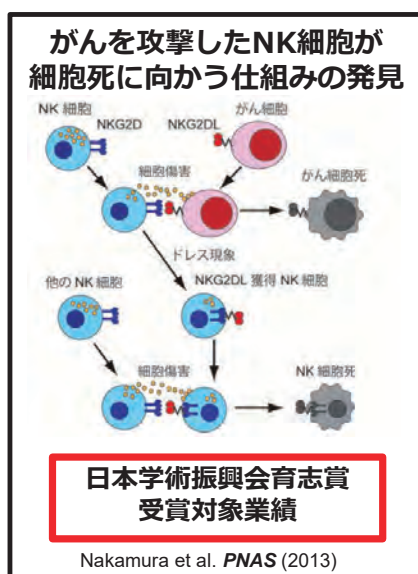 がんを攻撃したNK細胞が
細胞死に向かう仕組みの発見
NK 細胞
NKG2D
NKG2DL
がん細胞
細胞傷害
がん細胞死
ドレス現象
他の NK 細胞
NKG2DL 獲得 NK 細胞
細胞傷害
NK 細胞死
日本学術振興会育志賞
受賞対象業績
Nakamura et al. PNAS (2013)